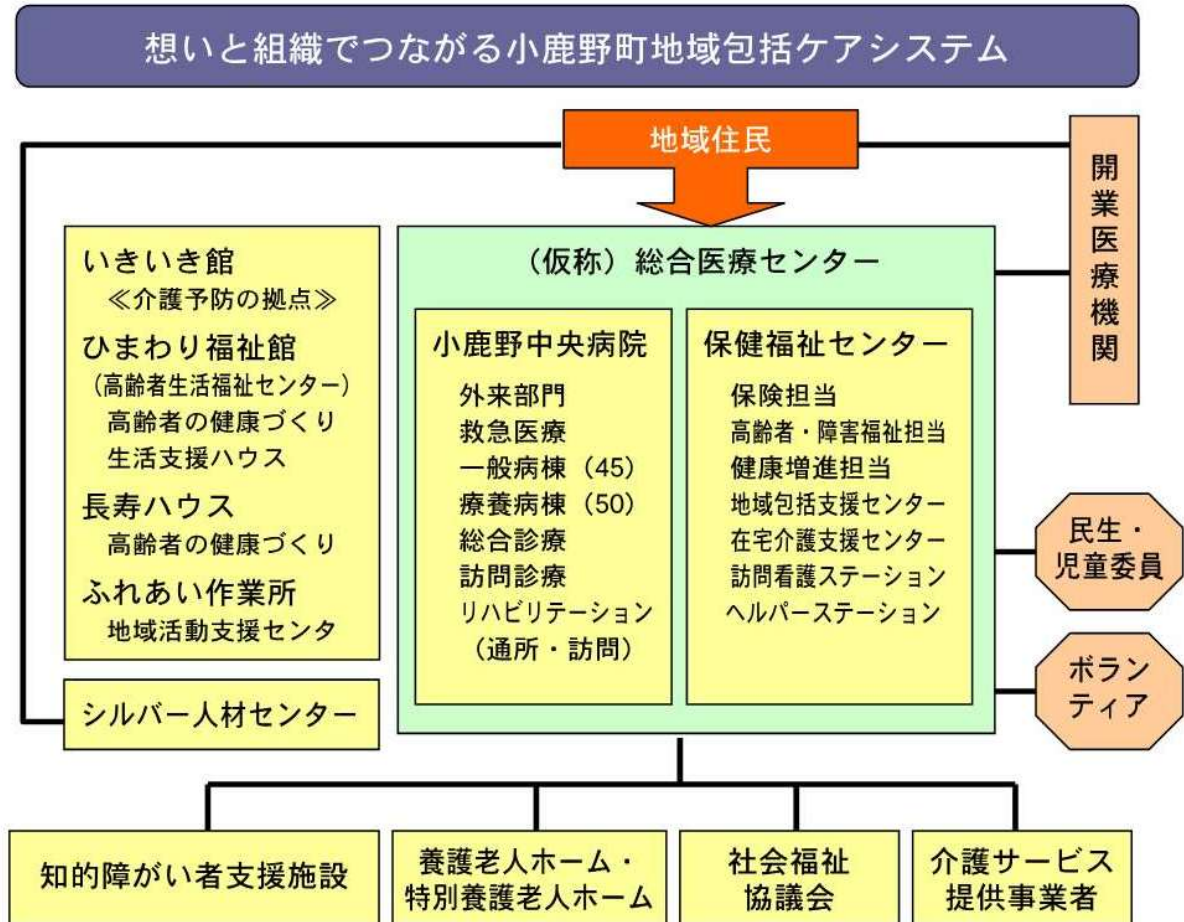 想いと組織でつながる小鹿野町地域包括ケアシステム
地域住民
開業医療機関
いきいき館
≪介護予防の拠点≫
ひまわり福祉館
（高齢者生活福祉センター）
高齢者の健康づくり
生活支援ハウス
長寿ハウス
高齢者の健康づくり
ふれあい作業所
地域活動支援センタ
シルバー人材センター
（仮称）総合医療センター
小鹿野中央病院
外来部門
救急医療
一般病棟（45）
療養病棟（50）
総合診療
訪問診療
リハビリテーション
（通所・訪問）
保健福祉センター
保険担当
高齢者・障害福祉担当
健康増進担当
地域包括支援センター
在宅介護支援センター
訪問看護ステーション
ヘルパーステーション
民生・
児童委員
ボラン
ティア
知的障がい者支援施設
養護老人ホーム・
特別養護老人ホーム
社会福祉
協議会
介護サービス
提供事業者